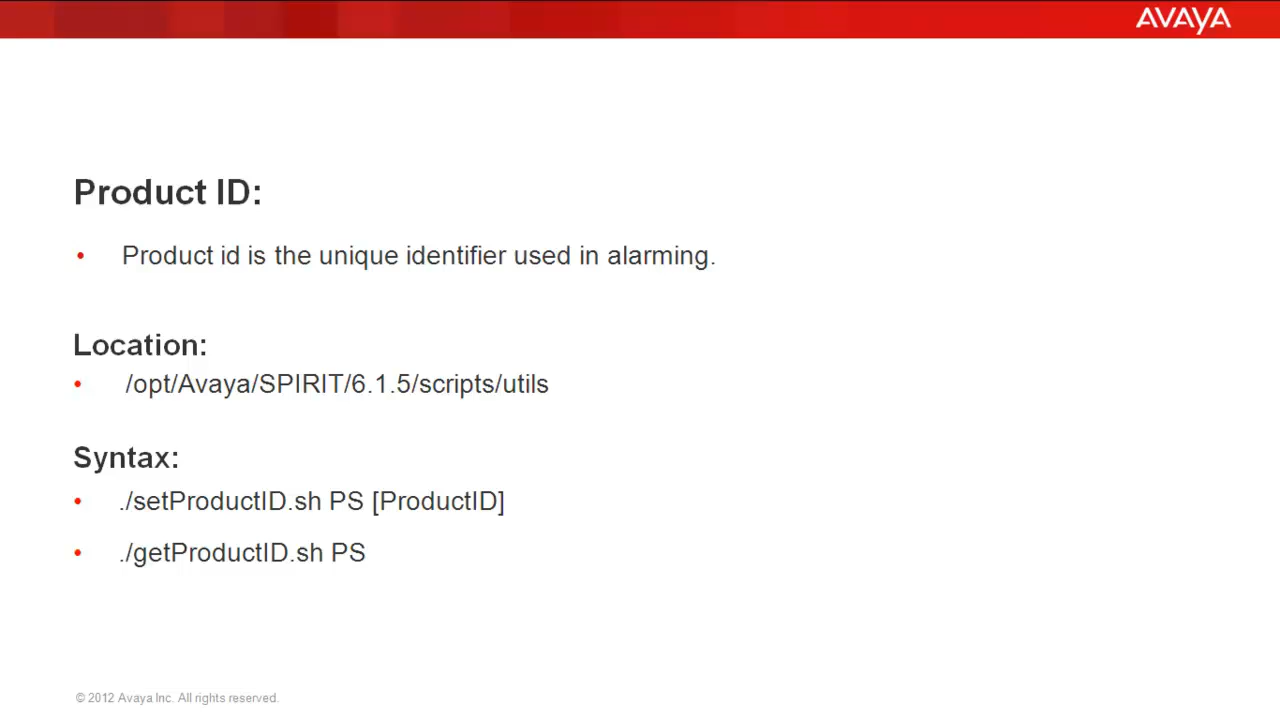 AVAYA
Product ID:
• Product id is the unique identifier used in alarming.
Location:
• /opt/Avaya/SPIRIT/6.1.5/scripts/utils
Syntax:
• ./setProductID.sh PS [ProductID]
• ./getProductID.sh PS
© 2012 Avaya Inc. All rights reserved.